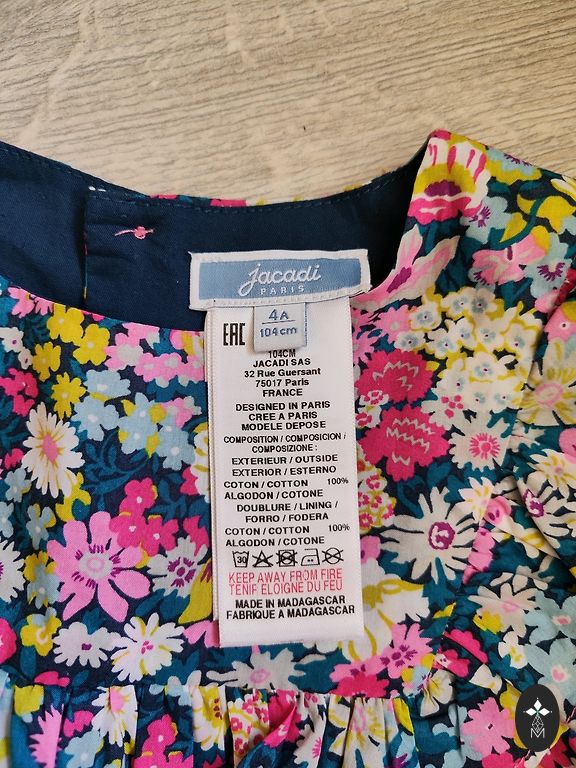 Jacadi
PARIS
4A
104cm
EAC
104CM
JACADI SAS
32 Rue Guersant
75017 Paris
FRANCE
DESIGNED IN PARIS
CREE A PARIS
MODELE DEPOSE
COMPOSITION / COMPOSICION /
COMPOSIZIONE :
EXTERIEUR / OUTSIDE
EXTERIOR / ESTERNO
COTON / COTTON 100%
ALGODON / COTONE
DOUBLURE / LINING /
FORRO / FODERA
COTON / COTTON 100%
ALGODON / COTONE
30
KEEP AWAY FROM FIRE
TENIF ELOIGNE DU FEU
MADE IN MADAGASCAR
FABRIQUE A MADAGASCAR